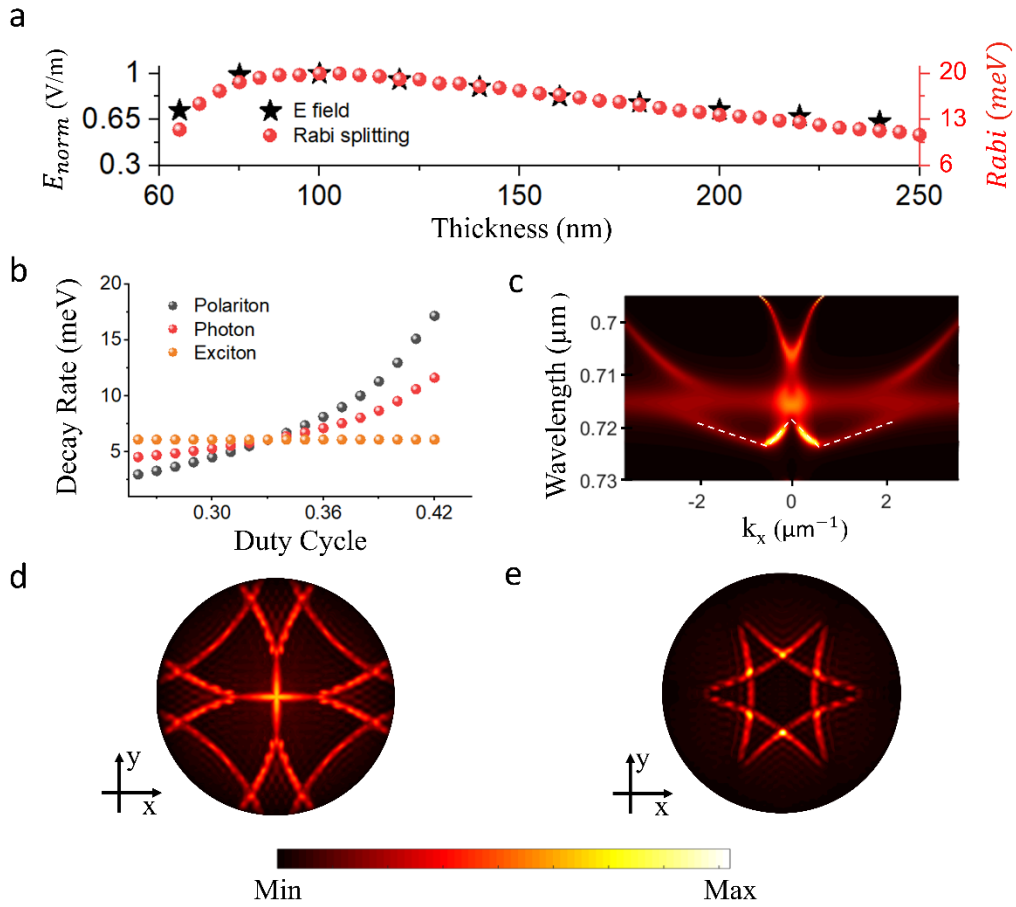 a
E_norm (V/m)
1
0.65
0.3
E field
Rabi splitting
20
13
6
Rabi (meV)
60
100
150
200
250
Thickness (nm)
b
Decay Rate (meV)
20
15
10
5
Polariton
Photon
Exciton
0.30
0.36
0.42
Duty Cycle
c
Wavelength (μm)
0.7
0.71
0.72
0.73
-2
0
2
k_x (μm⁻¹)
d
y
x
e
y
x
Min
Max